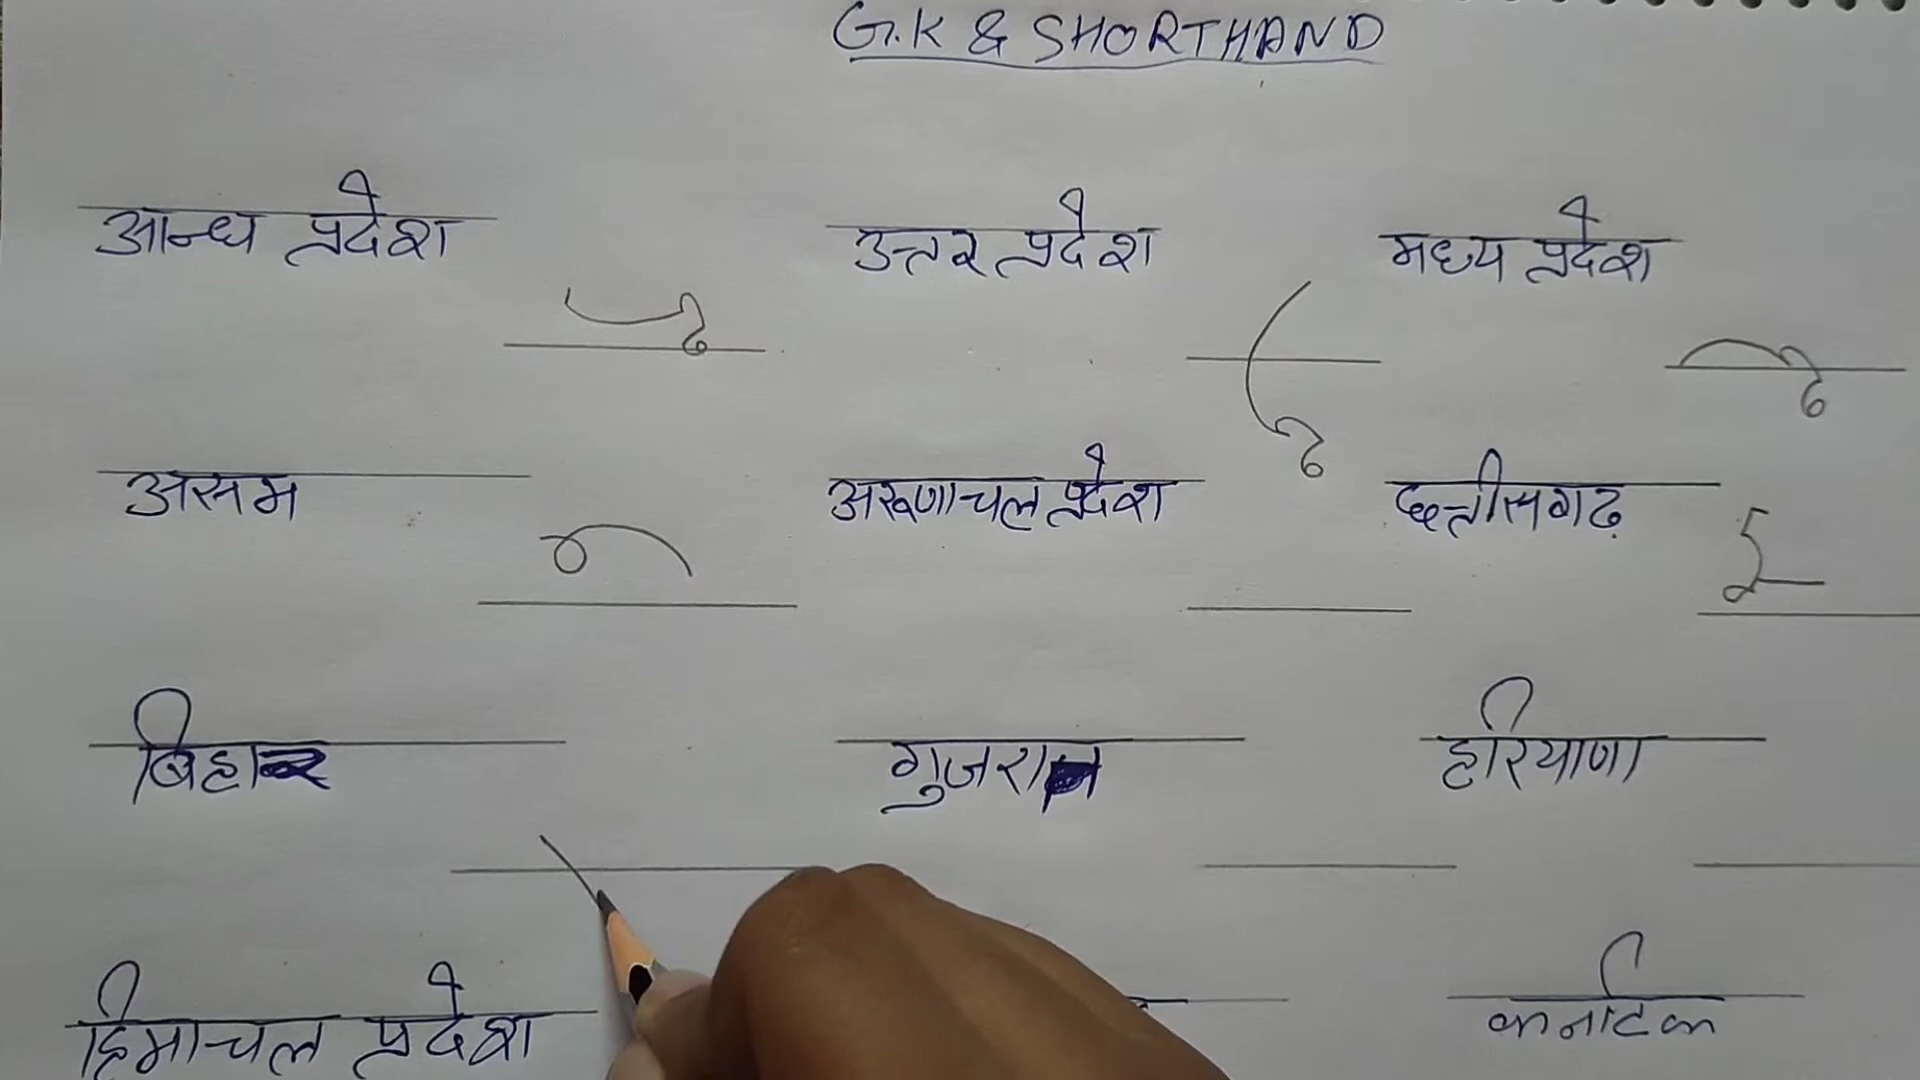 G.K & SHORTHAND
आन्ध प्रदेश उत्तर प्रदेश मध्य प्रदेश
असम अरूणाचल प्रदेश छत्तीसगढ़
बिहार गुजरात हरियाणा
हिमाचल प्रदेश कर्नाटक